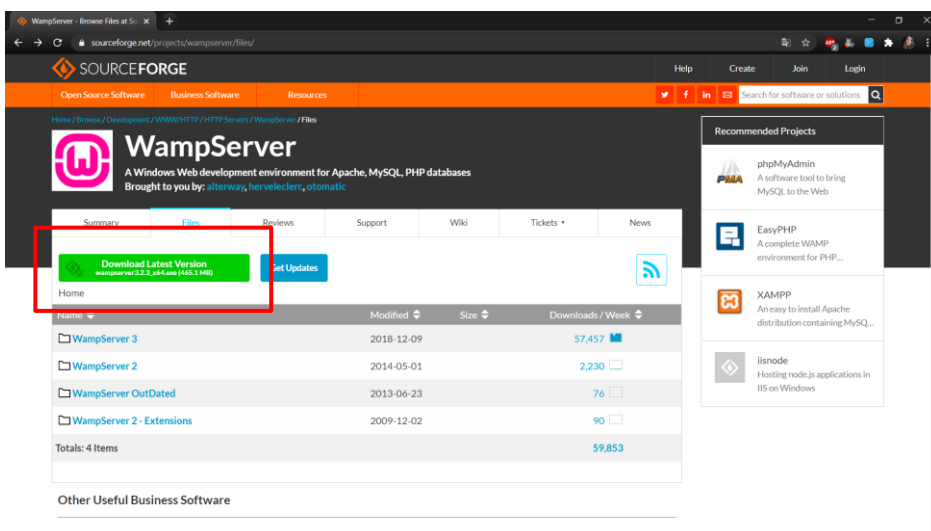 WampServer - Browse Files at So
sourceforge.net/projects/wampserver/files/
SOURCEFORGE
Help Create Join Login
Open Source Software Business Software Resources
Search for software or solutions
Home / Browse / Development / WWW/HTTP / HTTP Servers / WampServer / Files
WampServer
A Windows Web development environment for Apache, MySQL, PHP databases
Brought to you by: alterway, herveleclerc, otomatic
Summary Files Reviews Support Wiki Tickets News
Download Latest Version
wampserver3.2.3_x64.exe (465.1 MB)
Get Updates
Home
Name Modified Size Downloads / Week
WampServer 3 2018-12-09 57,457
WampServer 2 2014-05-01 2,230
WampServer OutDated 2013-06-23 76
WampServer 2 - Extensions 2009-12-02 90
Totals: 4 Items 59,853
Other Useful Business Software
Recommended Projects
PMA
phpMyAdmin
A software tool to bring
MySQL to the Web
EasyPHP
A complete WAMP
environment for PHP...
XAMPP
An easy to install Apache
distribution containing MySQ...
iisnode
Hosting node.js applications in
IIS on Windows